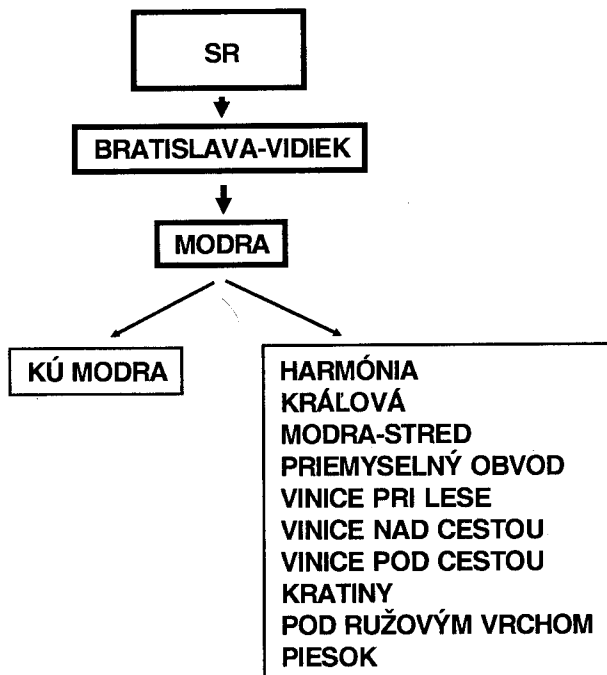 SR
BRATISLAVA-VIDIEK
MODRA
KÚ MODRA
HARMÓNIA
KRÁĽOVÁ
MODRA-STRED
PRIEMYSELNÝ OBVOD
VINICE PRI LESE
VINICE NAD CESTOU
VINICE POD CESTOU
KRATINY
POD RUŽOVÝM VRCHOM
PIESOK